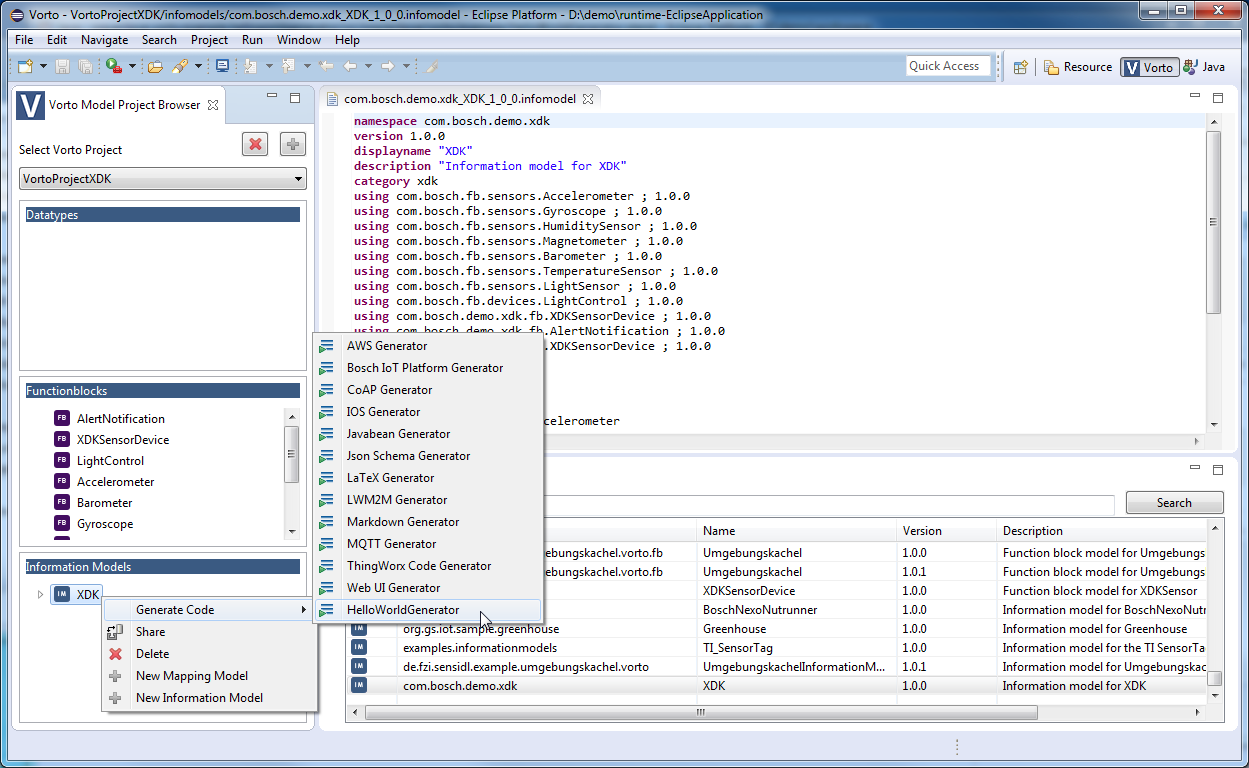 Vorto - VortoProjectXDK/infomodels/com.bosch.demo.xdk_XDK_1_0_0.infomodel - Eclipse Platform - D:\demo\runtime-EclipseApplication
File Edit Navigate Search Project Run Window Help
Quick Access
Resource
Vorto
Java
Vorto Model Project Browser
Select Vorto Project
VortoProjectXDK
Datatypes
Functionblocks
FB AlertNotification
FB XDKSensorDevice
FB LightControl
FB Accelerometer
FB Barometer
FB Gyroscope
Information Models
IM XDK
Generate Code
Share
Delete
New Mapping Model
New Information Model
AWS Generator
Bosch IoT Platform Generator
CoAP Generator
IOS Generator
Javabean Generator
Json Schema Generator
LaTeX Generator
LWM2M Generator
Markdown Generator
MQTT Generator
ThingWorx Code Generator
Web UI Generator
HelloWorldGenerator
com.bosch.demo.xdk_XDK_1_0_0.infomodel
namespace com.bosch.demo.xdk
version 1.0.0
displayname "XDK"
description "Information model for XDK"
category xdk
using com.bosch.fb.sensors.Accelerometer ; 1.0.0
using com.bosch.fb.sensors.Gyroscope ; 1.0.0
using com.bosch.fb.sensors.HumiditySensor ; 1.0.0
using com.bosch.fb.sensors.Magnetometer ; 1.0.0
using com.bosch.fb.sensors.Barometer ; 1.0.0
using com.bosch.fb.sensors.TemperatureSensor ; 1.0.0
using com.bosch.fb.sensors.LightSensor ; 1.0.0
using com.bosch.fb.devices.LightControl ; 1.0.0
using com.bosch.demo.xdk.fb.XDKSensorDevice ; 1.0.0
using com.bosch.demo.xdk.fb.AlertNotification ; 1.0.0
.XDKSensorDevice ; 1.0.0
celerometer
Search
Name Version Description
ngebungskachel.vorto.fb Umgebungskachel 1.0.0 Function block model for Umgebungs
ngebungskachel.vorto.fb Umgebungskachel 1.0.1 Function block model for Umgebungs
XDKSensorDevice 1.0.0 Function block model for XDKSensor
BoschNexoNutrunner 1.0.0 Information model for BoschNexoNutr
IM org.gs.iot.sample.greenhouse Greenhouse 1.0.0 Information model for Greenhouse
IM examples.informationmodels TI_SensorTag 1.0.0 Information model for the TI SensorTa
IM de.fzi.sensidl.example.umgebungskachel.vorto UmgebungskachelInformationM... 1.0.1 Information model for Umgebungskac
IM com.bosch.demo.xdk XDK 1.0.0 Information model for XDK